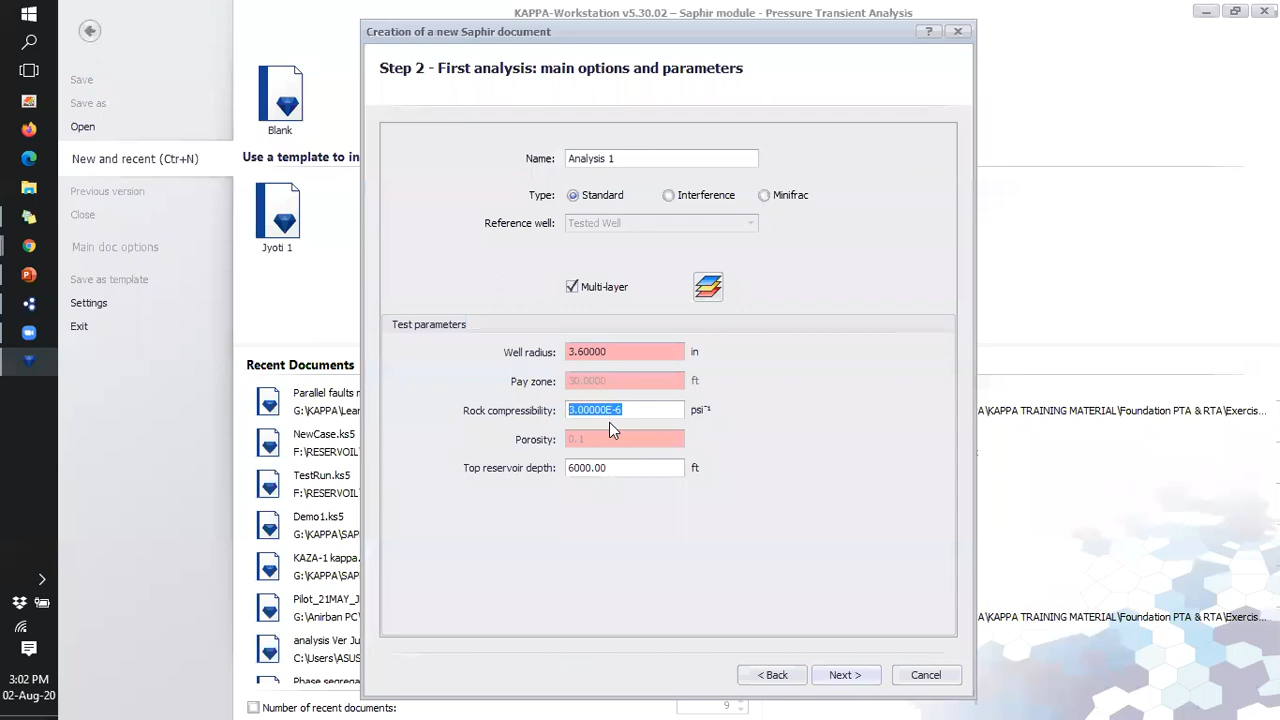 KAPPA-Workstation v5.30.02 – Saphir module - Pressure Transient Analysis
Creation of a new Saphir document
Step 2 - First analysis: main options and parameters
Save
Save as
Open
New and recent (Ctr+N)
Previous version
Close
Main doc options
Save as template
Settings
Exit
Blank
Use a template to in
Jyoti 1
Name: Analysis 1
Type: Standard Interference Minifrac
Reference well: Tested Well
Multi-layer
Test parameters
Well radius: 3.60000 in
Pay zone: 30.0000 ft
Rock compressibility: 3.00000E-6 psi⁻¹
Porosity: 0.1
Top reservoir depth: 6000.00 ft
< Back Next > Cancel
Recent Documents
Parallel faults r
G:\KAPPA\Lear
\KAPPA TRAINING MATERIAL\Foundation PTA & RTA\Exercis...
NewCase.ks5
F:\RESERVOIL
TestRun.ks5
F:\RESERVOIL
Demo1.ks5
G:\KAPPA\SAP
KAZA-1 kappa.
G:\KAPPA\SAP
Pilot_21MAY_J
G:\Anirban PC\
\KAPPA TRAINING MATERIAL\Foundation PTA & RTA\Exercis...
analysis Ver Ju
C:\Users\ASUS
Phase segrega
Number of recent documents: 9
3:02 PM
02-Aug-20